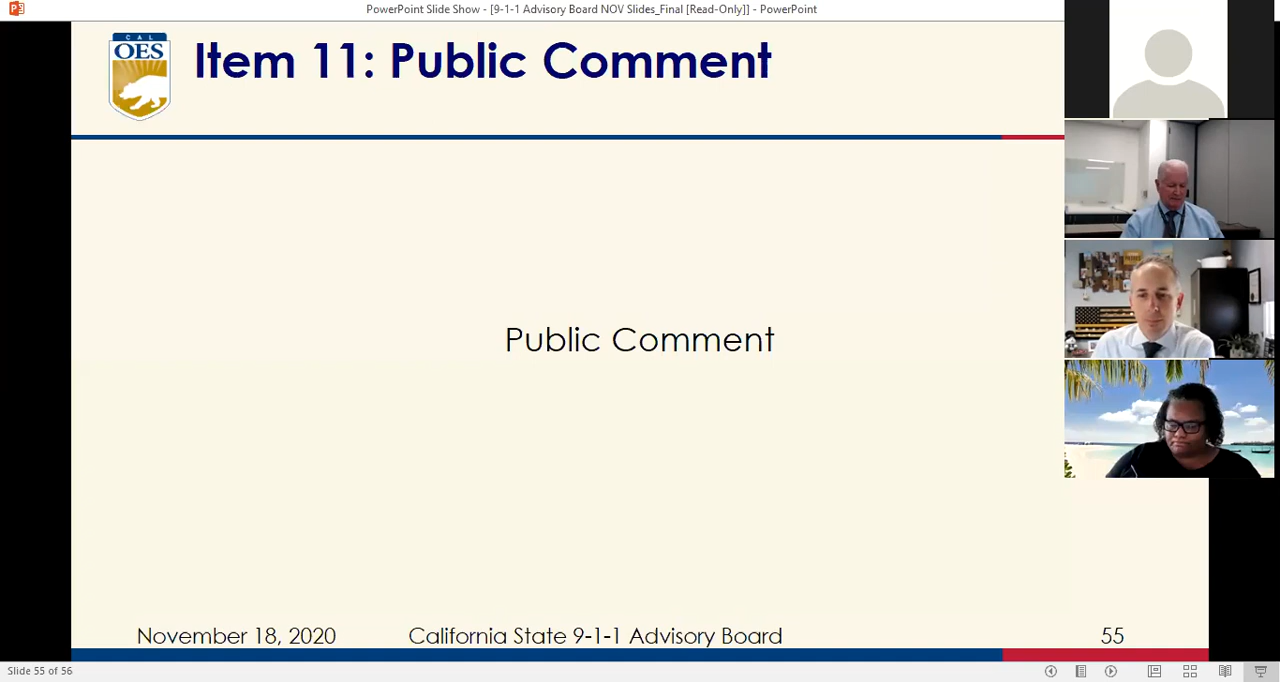 PowerPoint Slide Show - [9-1-1 Advisory Board NOV Slides_Final [Read-Only]] - PowerPoint
CAL
OES
Item 11: Public Comment
Public Comment
November 18, 2020
California State 9-1-1 Advisory Board
55
Slide 55 of 56